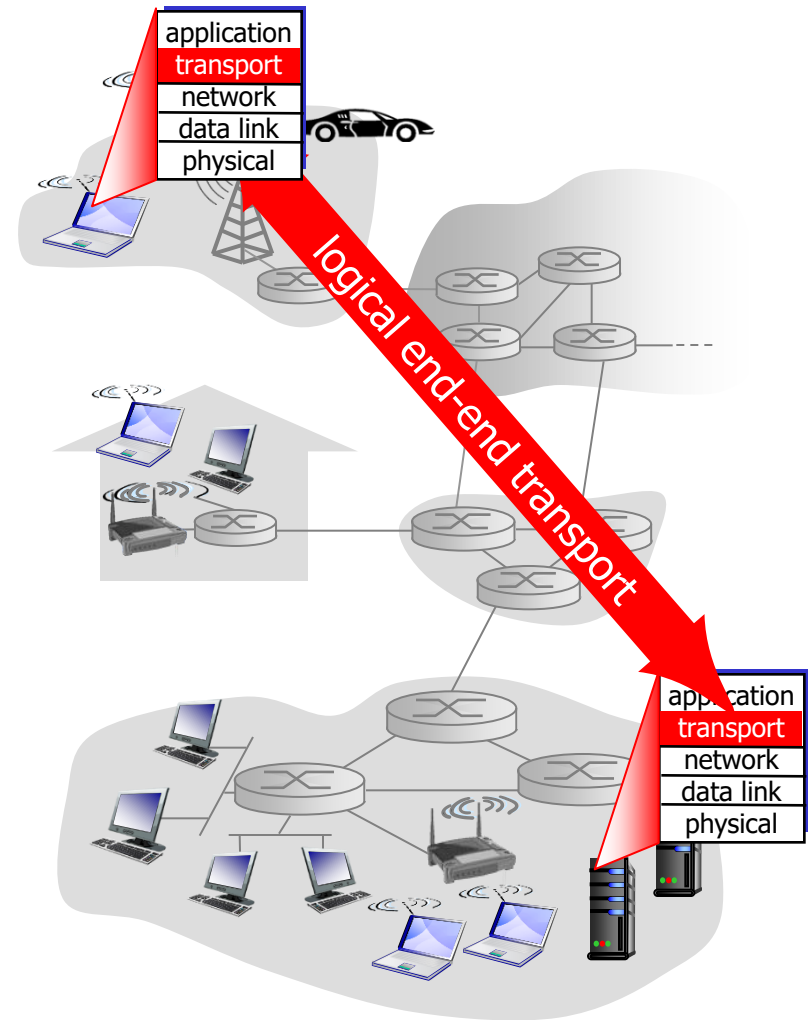 application
transport
network
data link
physical
logical end-end transport
application
transport
network
data link
physical